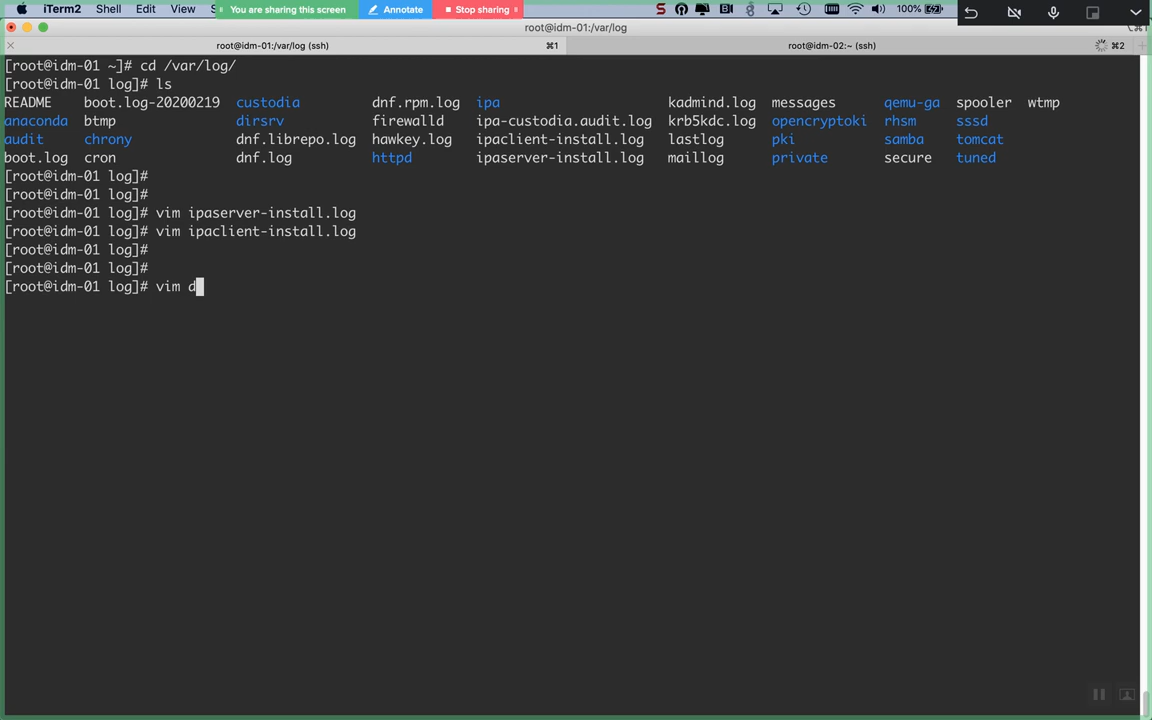 iTerm2 Shell Edit View S You are sharing this screen Annotate Stop sharing 100%
root@idm-01:/var/log (ssh)
root@idm-01:/var/log (ssh) ⌘1 root@idm-02:~ (ssh) ⌘2
[root@idm-01 ~]# cd /var/log/
[root@idm-01 log]# ls
README boot.log-20200219 custodia dnf.rpm.log ipa kadmind.log messages qemu-ga spooler wtmp
anaconda btmp dirsrv firewalld ipa-custodia.audit.log krb5kdc.log opencryptoki rhsm sssd
audit chrony dnf.librepo.log hawkey.log ipaclient-install.log lastlog pki samba tomcat
boot.log cron dnf.log httpd ipaserver-install.log maillog private secure tuned
[root@idm-01 log]#
[root@idm-01 log]#
[root@idm-01 log]# vim ipaserver-install.log
[root@idm-01 log]# vim ipaclient-install.log
[root@idm-01 log]#
[root@idm-01 log]#
[root@idm-01 log]# vim d